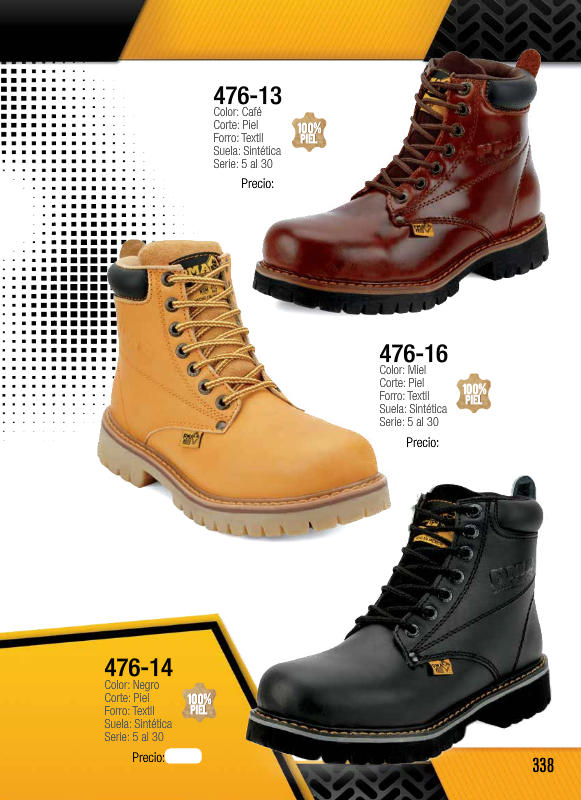 476-13
Color: Café
Corte: Piel
Forro: Textil
Suela: Sintética
Serie: 5 al 30
Precio:
100%
PIEL
476-16
Color: Miel
Corte: Piel
Forro: Textil
Suela: Sintética
Serie: 5 al 30
Precio:
100%
PIEL
476-14
Color: Negro
Corte: Piel
Forro: Textil
Suela: Sintética
Serie: 5 al 30
Precio:
100%
PIEL
338